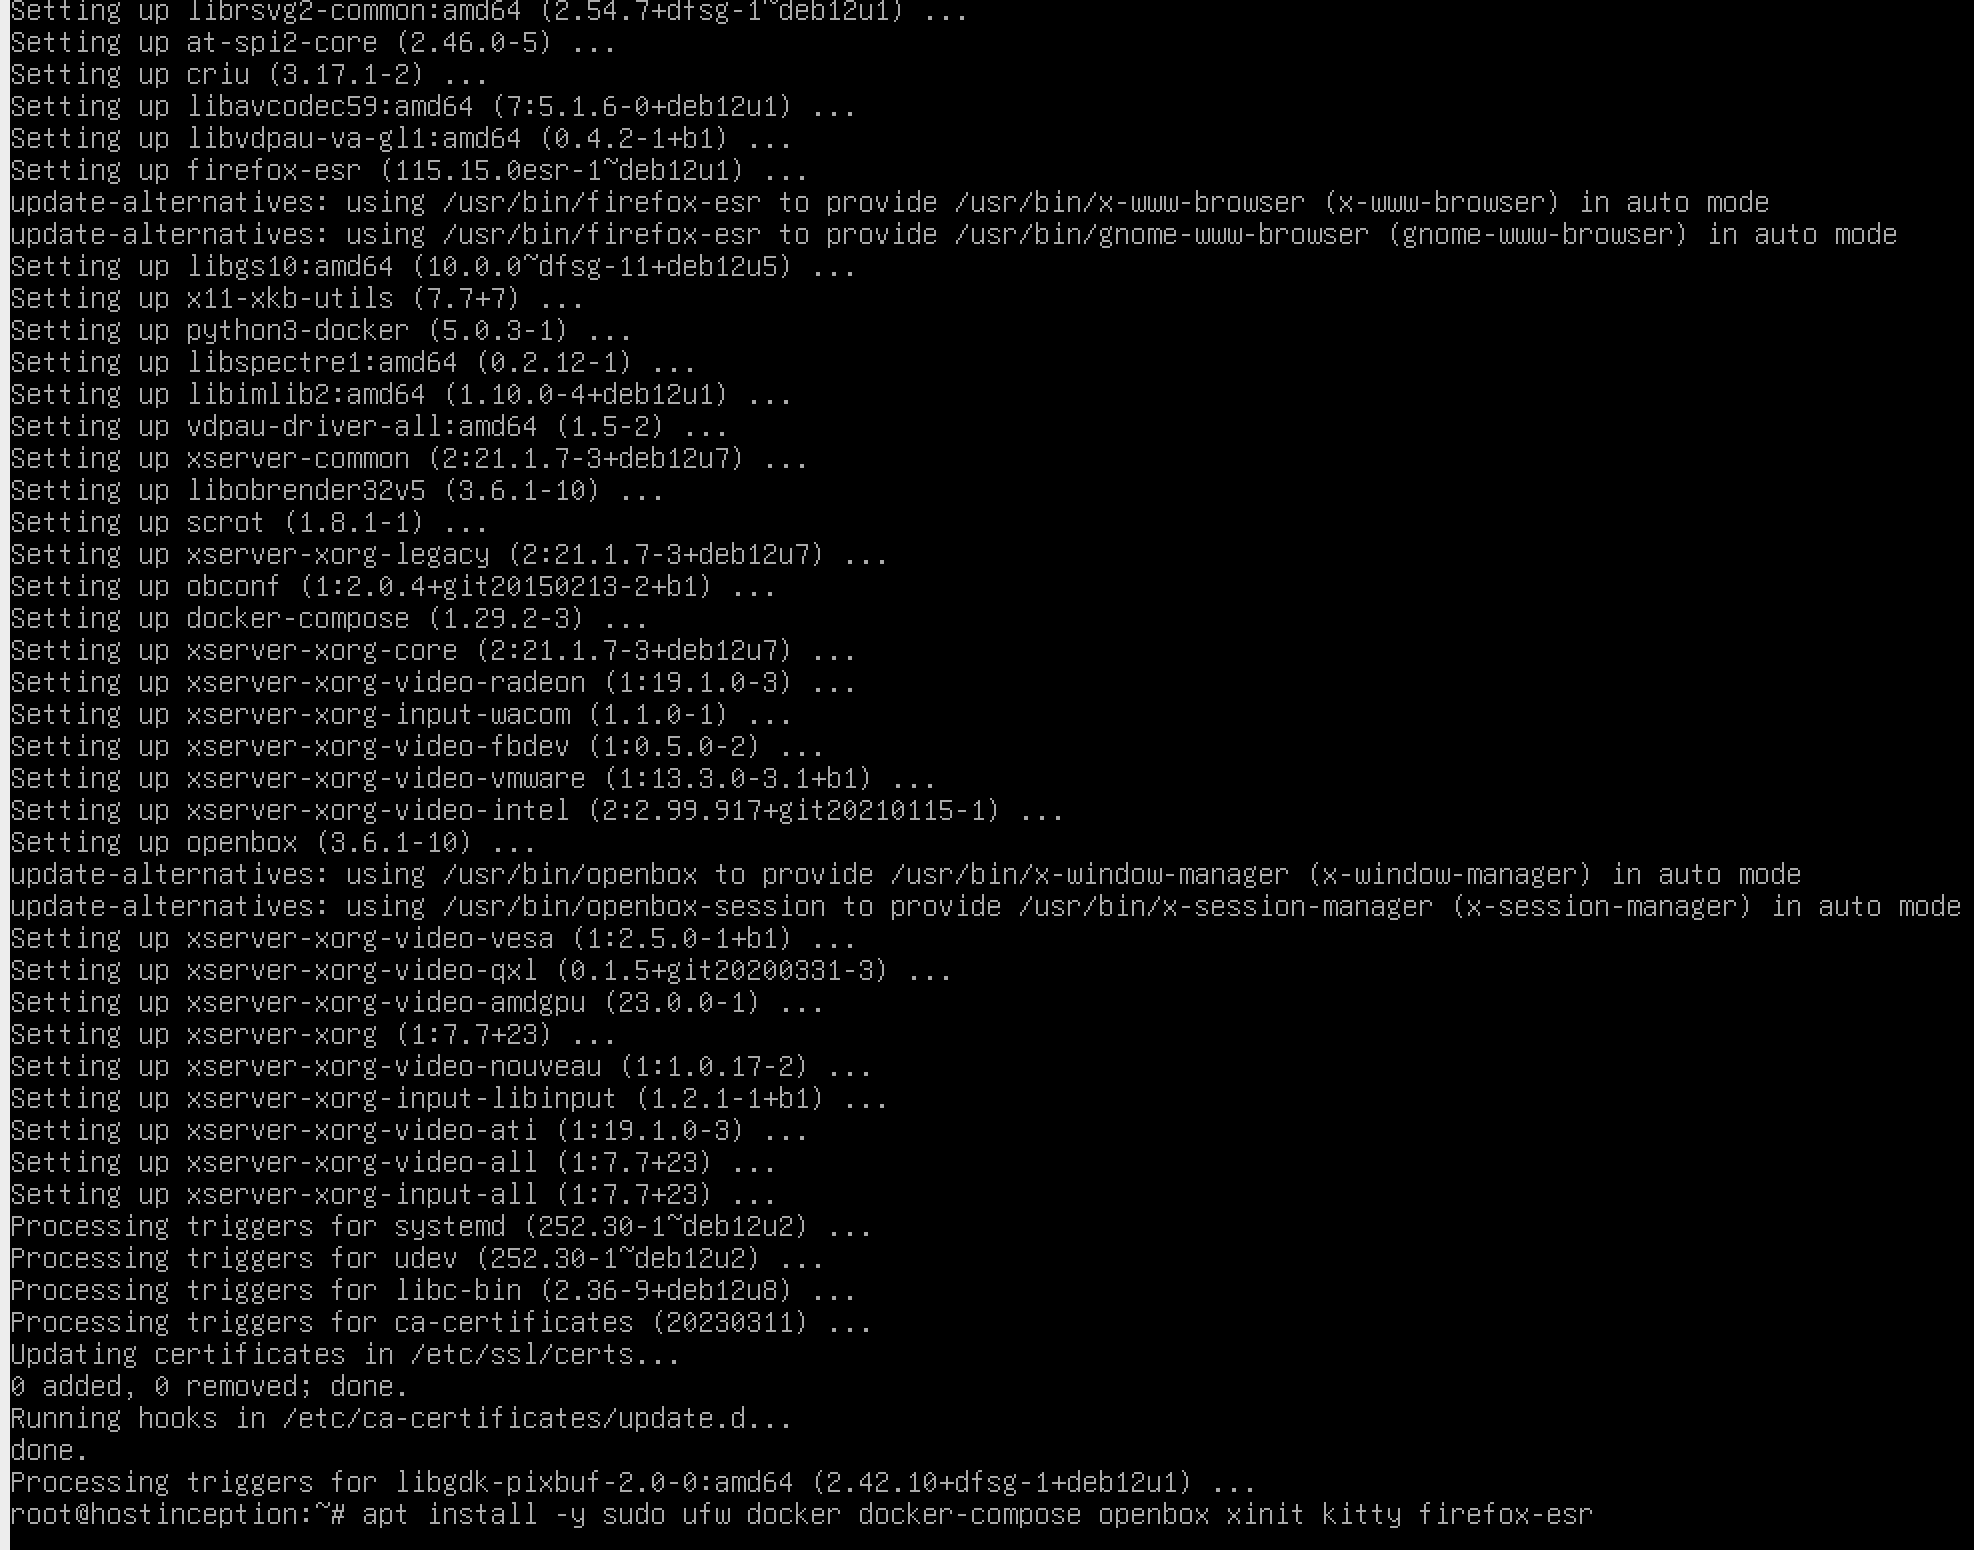 Setting up librsvg2-common:amd64 (2.54.7+dfsg-1~deb12u1) ...
Setting up at-spi2-core (2.46.0-5) ...
Setting up criu (3.17.1-2) ...
Setting up libavcodec59:amd64 (7:5.1.6-0+deb12u1) ...
Setting up libvdpau-va-gl1:amd64 (0.4.2-1+b1) ...
Setting up firefox-esr (115.15.0esr-1~deb12u1) ...
update-alternatives: using /usr/bin/firefox-esr to provide /usr/bin/x-www-browser (x-www-browser) in auto mode
update-alternatives: using /usr/bin/firefox-esr to provide /usr/bin/gnome-www-browser (gnome-www-browser) in auto mode
Setting up libgs10:amd64 (10.0.0~dfsg-11+deb12u5) ...
Setting up x11-xkb-utils (7.7+7) ...
Setting up python3-docker (5.0.3-1) ...
Setting up libspectre1:amd64 (0.2.12-1) ...
Setting up libimlib2:amd64 (1.10.0-4+deb12u1) ...
Setting up vdpau-driver-all:amd64 (1.5-2) ...
Setting up xserver-common (2:21.1.7-3+deb12u7) ...
Setting up libobrender32v5 (3.6.1-10) ...
Setting up scrot (1.8.1-1) ...
Setting up xserver-xorg-legacy (2:21.1.7-3+deb12u7) ...
Setting up obconf (1:2.0.4+git20150213-2+b1) ...
Setting up docker-compose (1.29.2-3) ...
Setting up xserver-xorg-core (2:21.1.7-3+deb12u7) ...
Setting up xserver-xorg-video-radeon (1:19.1.0-3) ...
Setting up xserver-xorg-input-wacom (1.1.0-1) ...
Setting up xserver-xorg-video-fbdev (1:0.5.0-2) ...
Setting up xserver-xorg-video-vmware (1:13.3.0-3.1+b1) ...
Setting up xserver-xorg-video-intel (2:2.99.917+git20210115-1) ...
Setting up openbox (3.6.1-10) ...
update-alternatives: using /usr/bin/openbox to provide /usr/bin/x-window-manager (x-window-manager) in auto mode
update-alternatives: using /usr/bin/openbox-session to provide /usr/bin/x-session-manager (x-session-manager) in auto mode
Setting up xserver-xorg-video-vesa (1:2.5.0-1+b1) ...
Setting up xserver-xorg-video-qxl (0.1.5+git20200331-3) ...
Setting up xserver-xorg-video-amdgpu (23.0.0-1) ...
Setting up xserver-xorg (1:7.7+23) ...
Setting up xserver-xorg-video-nouveau (1:1.0.17-2) ...
Setting up xserver-xorg-input-libinput (1.2.1-1+b1) ...
Setting up xserver-xorg-video-ati (1:19.1.0-3) ...
Setting up xserver-xorg-video-all (1:7.7+23) ...
Setting up xserver-xorg-input-all (1:7.7+23) ...
Processing triggers for systemd (252.30-1~deb12u2) ...
Processing triggers for udev (252.30-1~deb12u2) ...
Processing triggers for libc-bin (2.36-9+deb12u8) ...
Processing triggers for ca-certificates (20230311) ...
Updating certificates in /etc/ssl/certs...
0 added, 0 removed; done.
Running hooks in /etc/ca-certificates/update.d...
done.
Processing triggers for libgdk-pixbuf-2.0-0:amd64 (2.42.10+dfsg-1+deb12u1) ...
root@hostinception:~# apt install -y sudo ufw docker docker-compose openbox xinit kitty firefox-esr